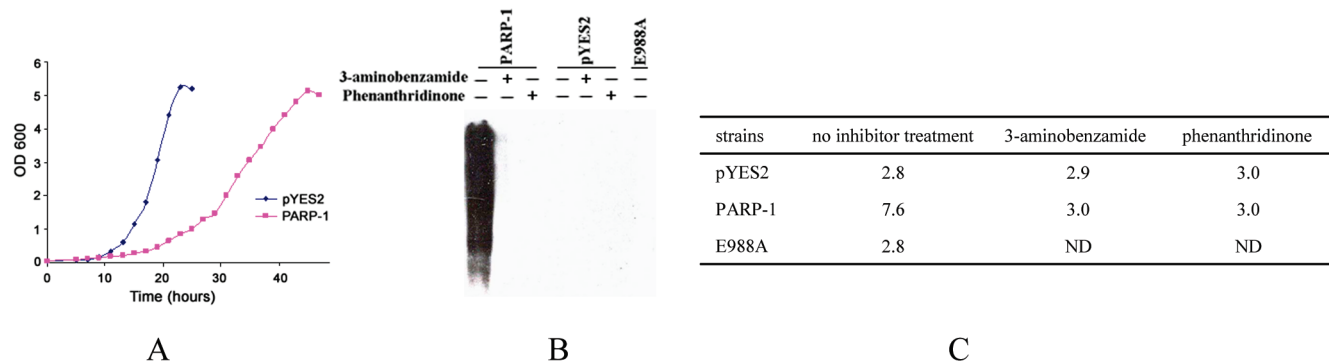 6
5
4
3
2
1
0
OD 600
0 10 20 30 40
Time (hours)
pYES2
PARP-1
A
PARP-1
pYES2
E988A
3-aminobenzamide – + – – + – –
Phenanthridinone – – + – – + –
B
strains no inhibitor treatment 3-aminobenzamide phenanthridinone
pYES2 2.8 2.9 3.0
PARP-1 7.6 3.0 3.0
E988A 2.8 ND ND
C